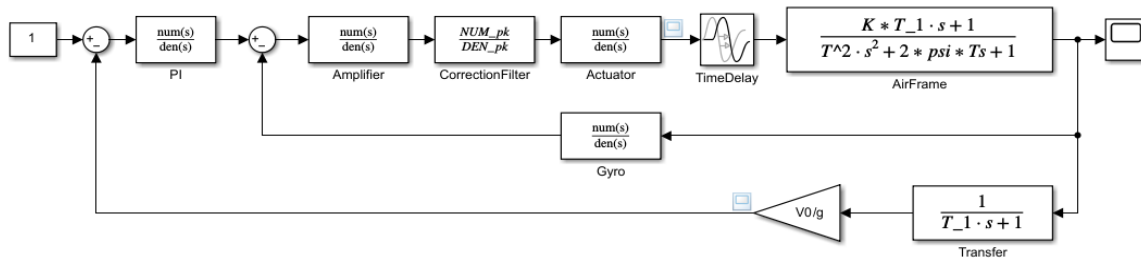 1
+_
num(s)
den(s)
PI
+_
num(s)
den(s)
Amplifier
NUM_pk
DEN_pk
CorrectionFilter
num(s)
den(s)
Actuator
TimeDelay
K * T_1 · s + 1
T^2 · s² + 2 * psi * Ts + 1
AirFrame
num(s)
den(s)
Gyro
V0/g
1
T_1 · s + 1
Transfer